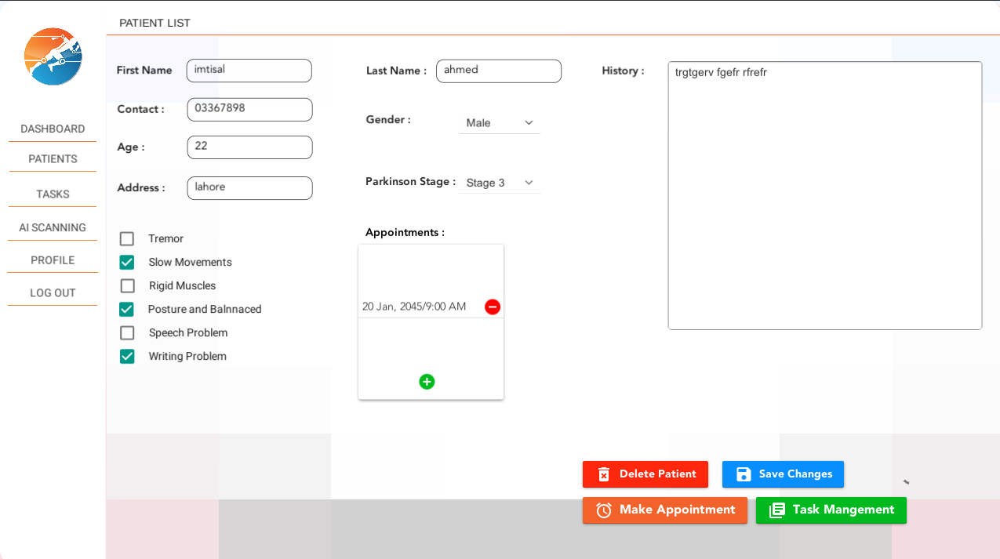 PATIENT LIST
DASHBOARD
PATIENTS
TASKS
AI SCANNING
PROFILE
LOG OUT
First Name imtisal
Contact : 03367898
Age : 22
Address : lahore
Tremor
Slow Movements
Rigid Muscles
Posture and Balnnaced
Speech Problem
Writing Problem
Last Name : ahmed
Gender : Male
Parkinson Stage : Stage 3
Appointments :
20 Jan, 2045/9:00 AM
History : trgtgerv fgefr rfrefr
Delete Patient Save Changes
Make Appointment Task Mangement